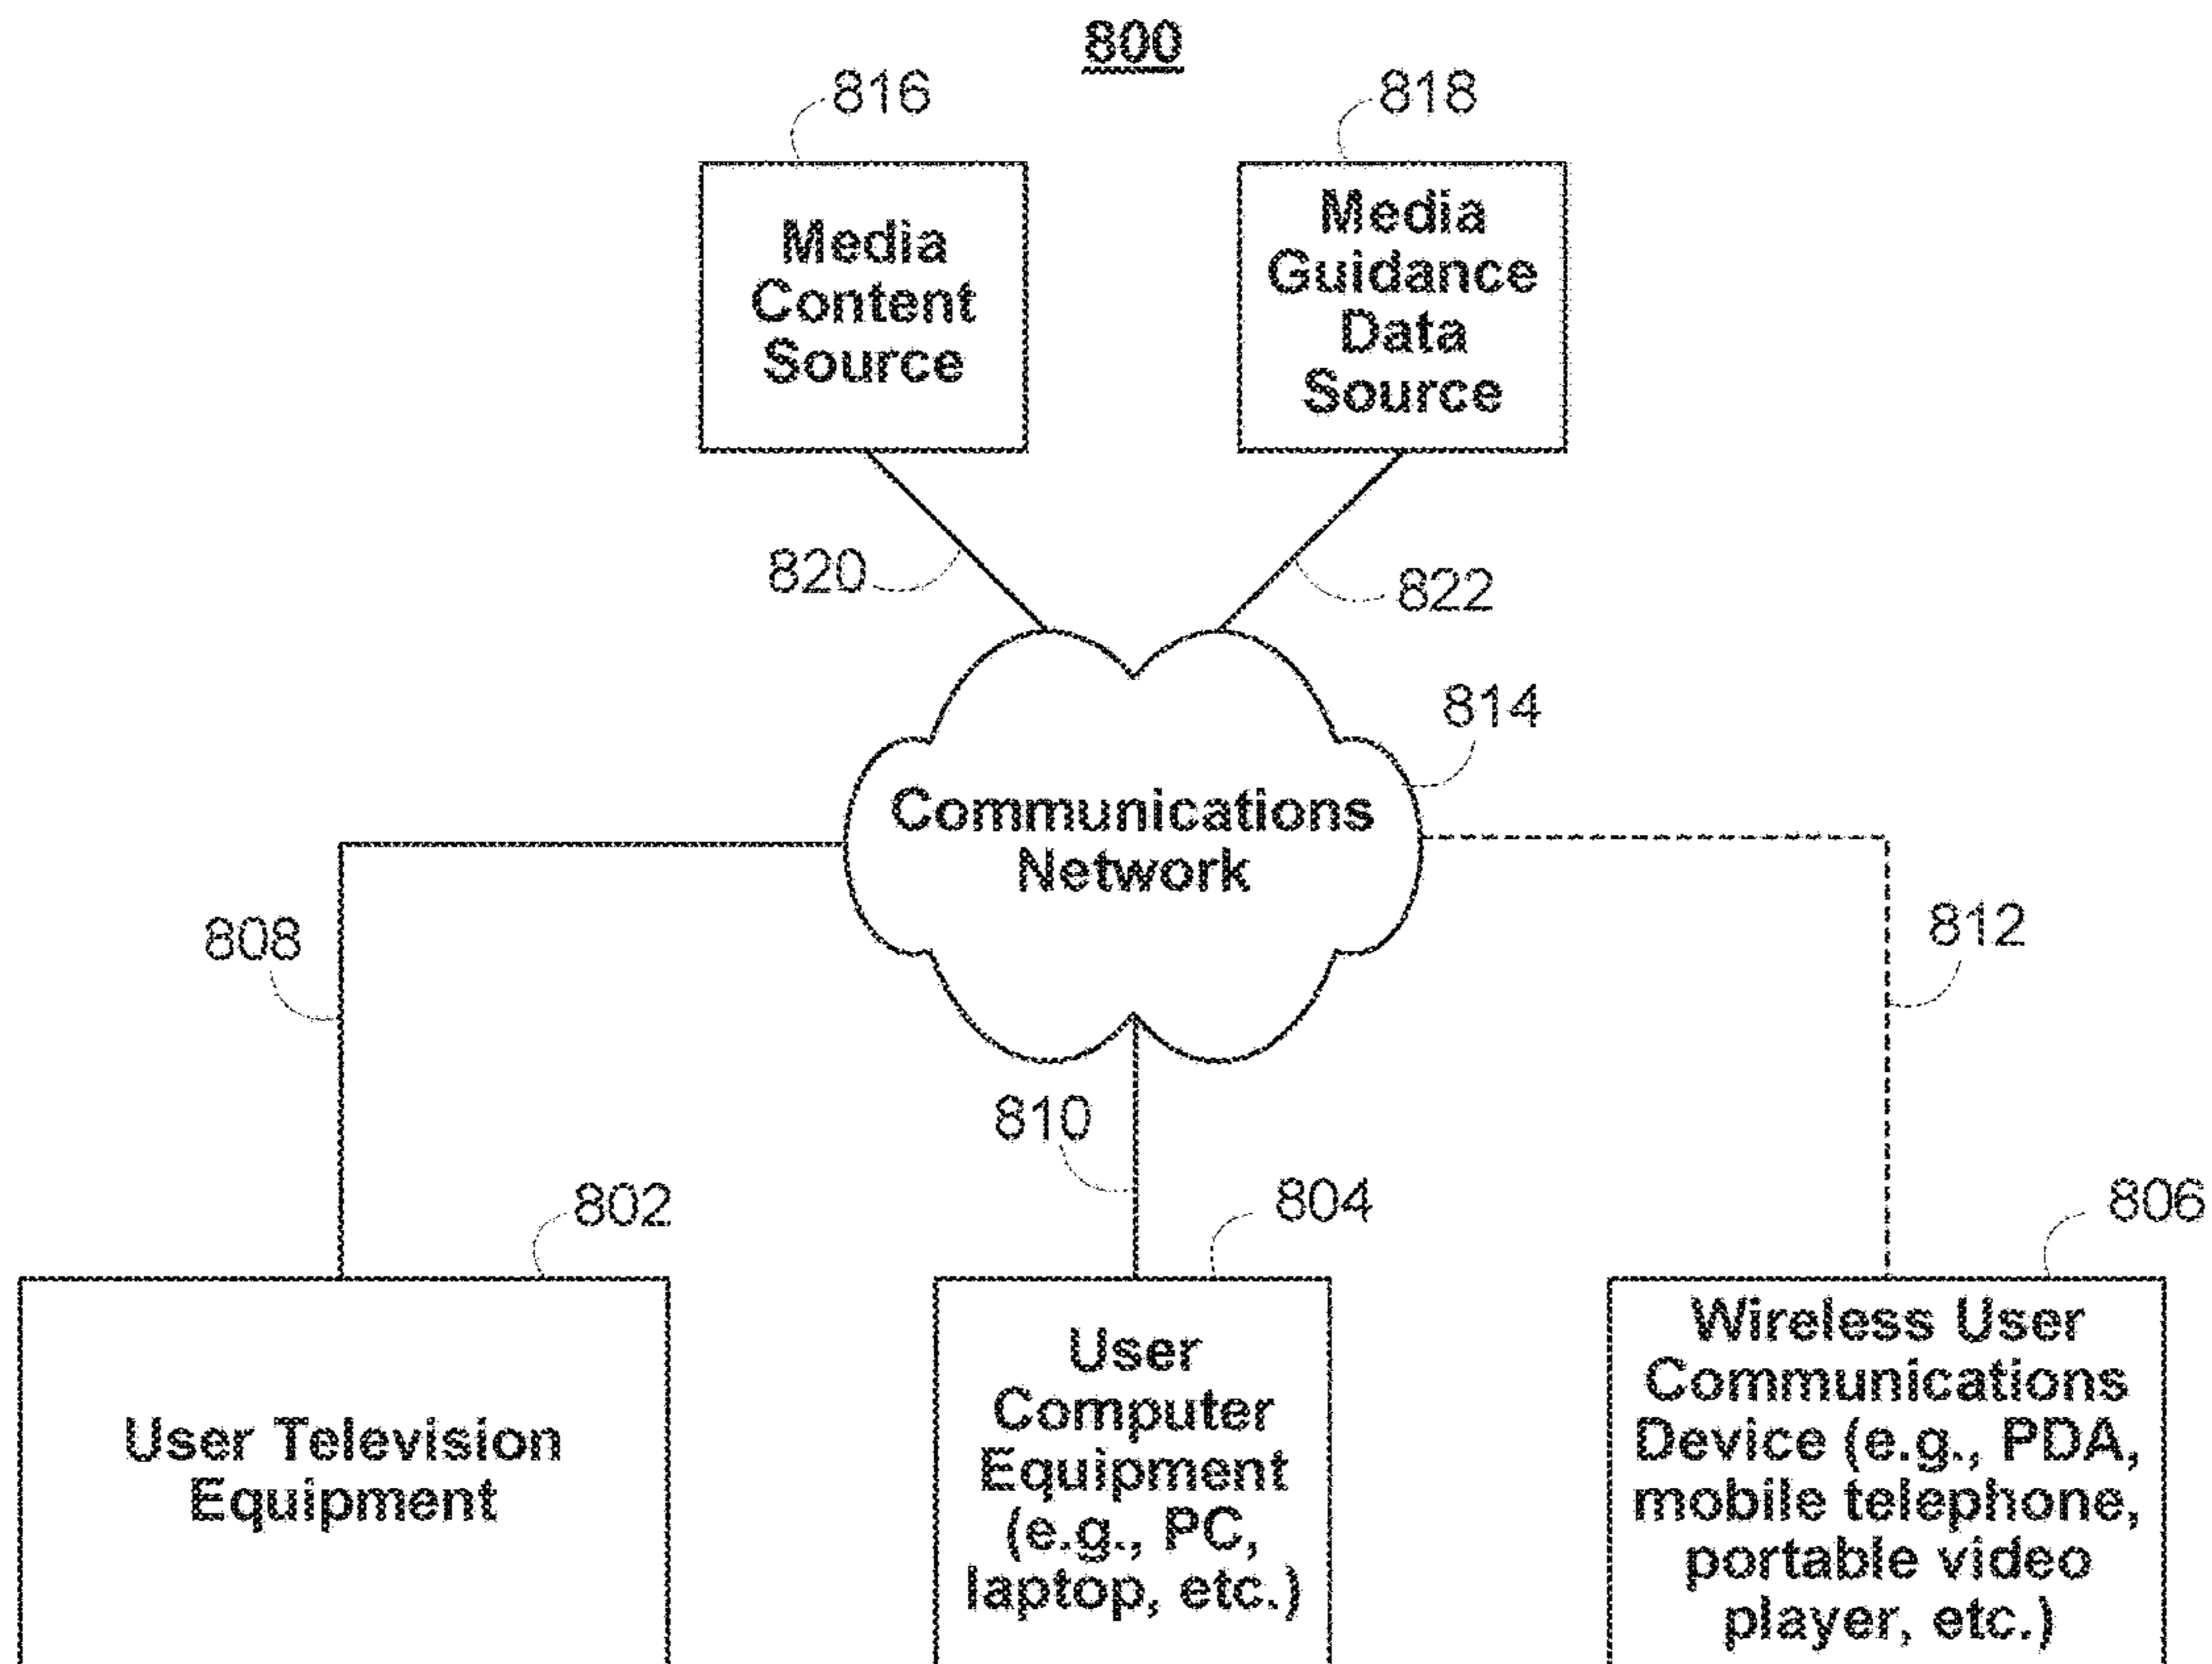 800
816
818
Media
Content
Source
Media
Guidance
Data
Source
820
822
814
Communications
Network
808
812
810
802
804
806
User Television
Equipment
User
Computer
Equipment
(e.g., PC,
laptop, etc.)
Wireless User
Communications
Device (e.g., PDA,
mobile telephone,
portable video
player, etc.)